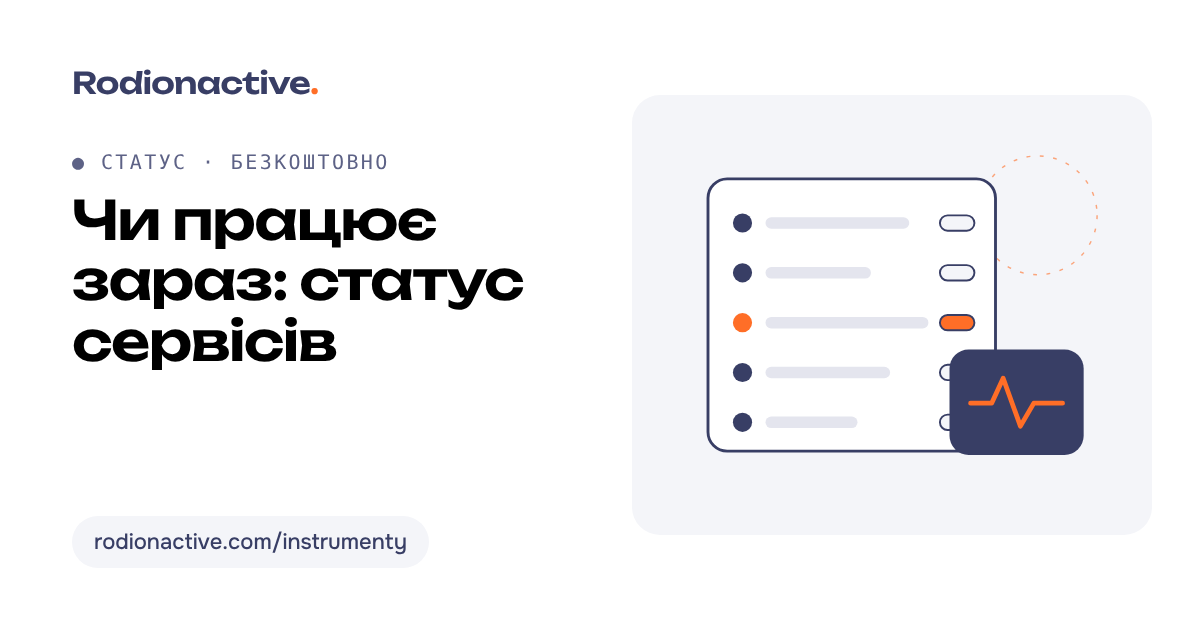 Rodionactive.
СТАТУС · БЕЗКОШТОВНО
Чи працює
зараз: статус
сервісів
rodionactive.com/instrumenty